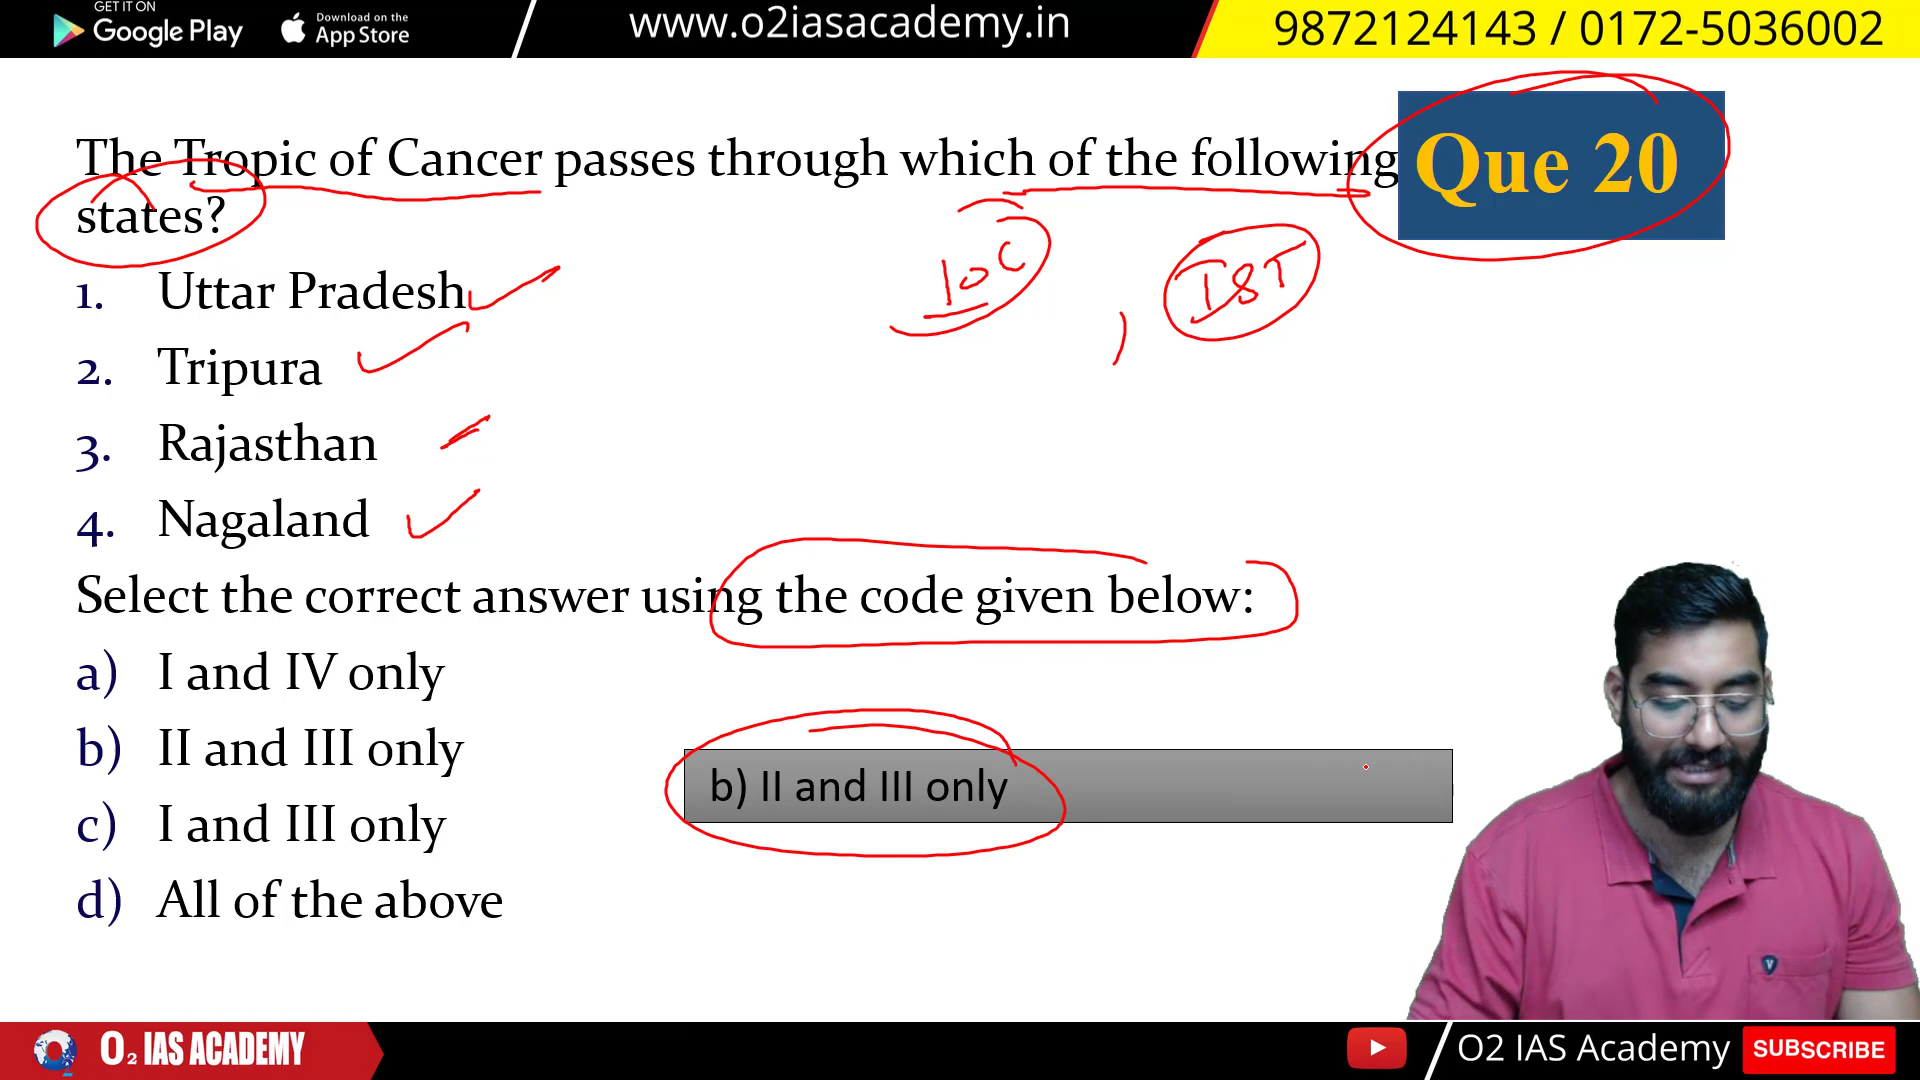 GET IT ON
Google Play
Download on the
App Store
www.o2iasacademy.in
9872124143 / 0172-5036002
The Tropic of Cancer passes through which of the following
states?
Que 20
TOC , IST
1. Uttar Pradesh
2. Tripura
3. Rajasthan
4. Nagaland
Select the correct answer using the code given below:
a) I and IV only
b) II and III only
c) I and III only
d) All of the above
b) II and III only
O2 IAS ACADEMY
O2 IAS Academy
SUBSCRIBE